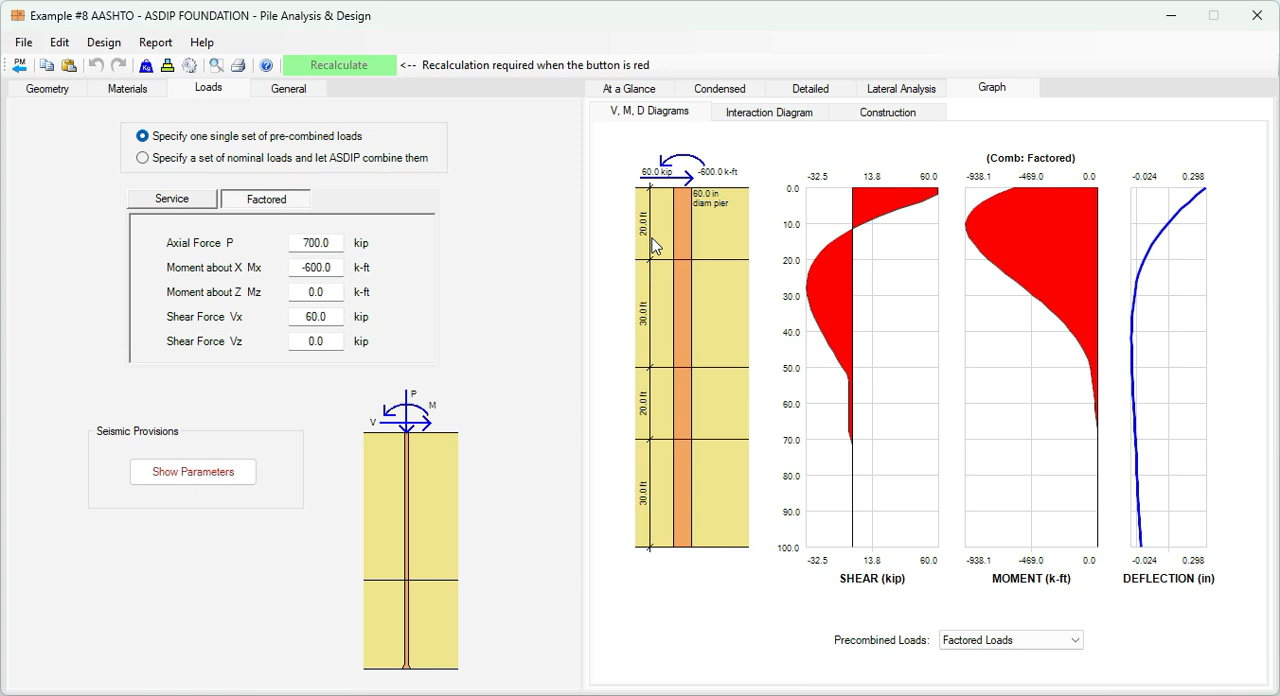 Example #8 AASHTO - ASDIP FOUNDATION - Pile Analysis & Design
File Edit Design Report Help
PM Kg Recalculate <-- Recalculation required when the button is red
Geometry Materials Loads General
At a Glance Condensed Detailed Lateral Analysis Graph
V, M, D Diagrams Interaction Diagram Construction
Specify one single set of pre-combined loads
Specify a set of nominal loads and let ASDIP combine them
Service Factored
Axial Force P 700.0 kip
Moment about X Mx -600.0 k-ft
Moment about Z Mz 0.0 k-ft
Shear Force Vx 60.0 kip
Shear Force Vz 0.0 kip
Seismic Provisions
Show Parameters
P
M
V
(Comb: Factored)
60.0 kip -600.0 k-ft
60.0 in
diam pier
20.0 ft
30.0 ft
20.0 ft
30.0 ft
-32.5 13.8 60.0 -938.1 -469.0 0.0 -0.024 0.298
0.0
10.0
20.0
30.0
40.0
50.0
60.0
70.0
80.0
90.0
100.0
-32.5 13.8 60.0 -938.1 -469.0 0.0 -0.024 0.298
SHEAR (kip) MOMENT (k-ft) DEFLECTION (in)
Precombined Loads: Factored Loads